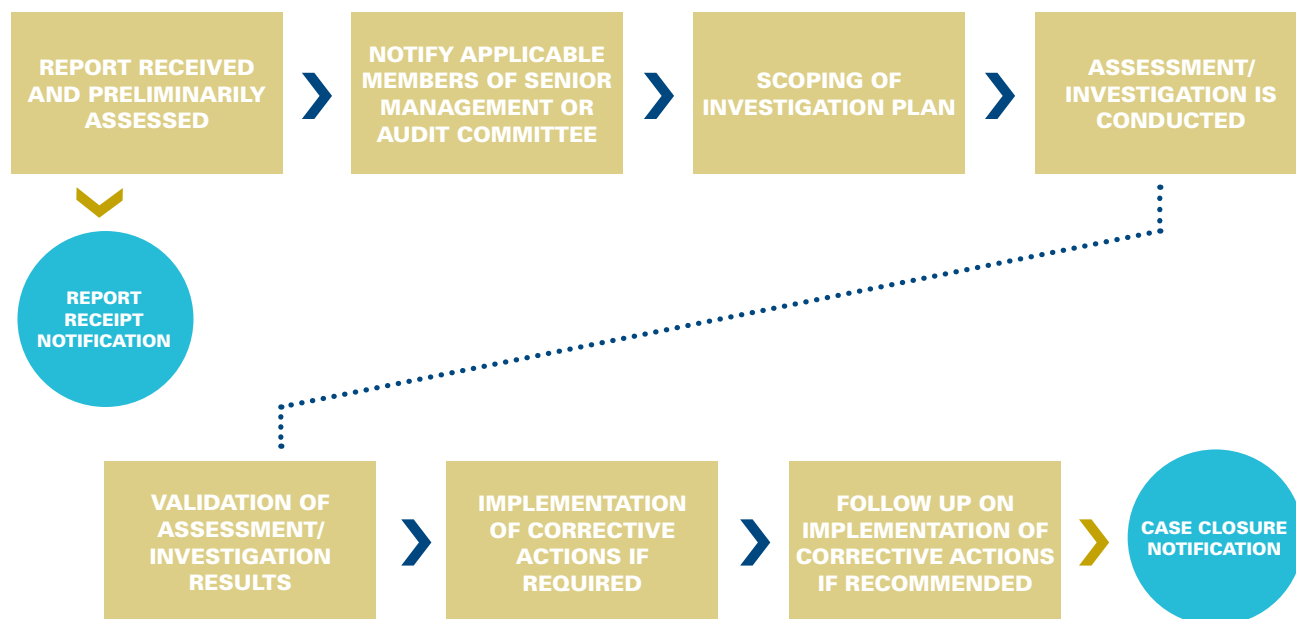 REPORT RECEIVED
AND PRELIMINARILY
ASSESSED
NOTIFY APPLICABLE
MEMBERS OF SENIOR
MANAGEMENT OR
AUDIT COMMITTEE
SCOPING OF
INVESTIGATION PLAN
ASSESSMENT/
INVESTIGATION IS
CONDUCTED
REPORT
RECEIPT
NOTIFICATION
VALIDATION OF
ASSESSMENT/
INVESTIGATION
RESULTS
IMPLEMENTATION
OF CORRECTIVE
ACTIONS IF
REQUIRED
FOLLOW UP ON
IMPLEMENTATION OF
CORRECTIVE ACTIONS
IF RECOMMENDED
CASE CLOSURE
NOTIFICATION